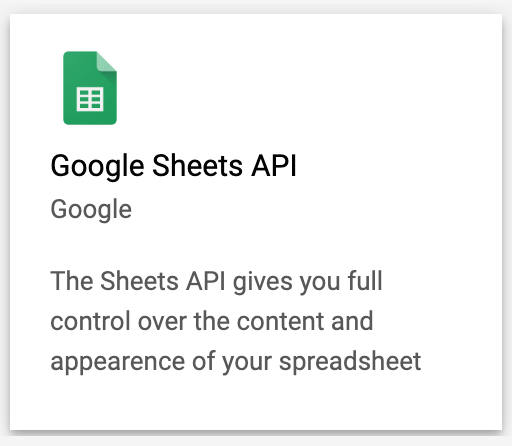 Google Sheets API
Google
The Sheets API gives you full
control over the content and
appearence of your spreadsheet